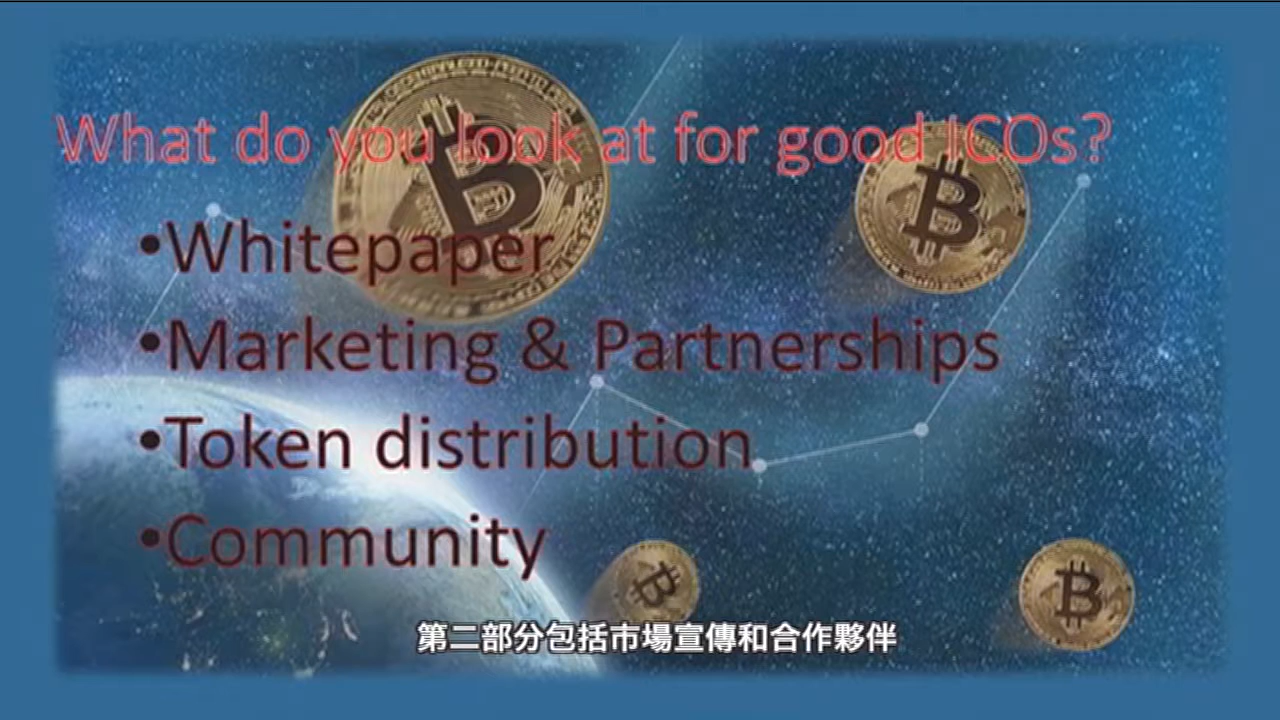 What do you look at for good ICOs?
•Whitepaper
•Marketing & Partnerships
•Token distribution
•Community
第二部分包括市場宣傳和合作夥伴